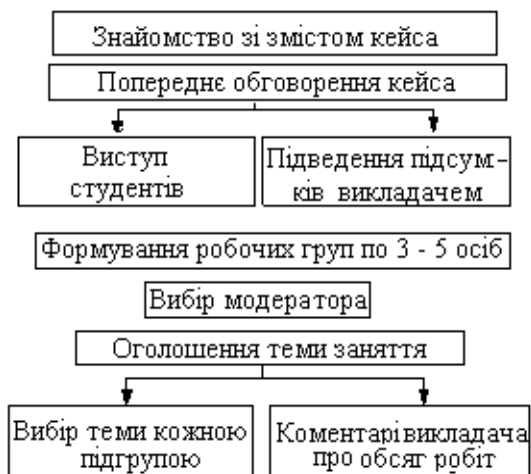 Знайомство зі змістом кейса
Попереднє обговорення кейса
Виступ
студентів
Підведення підсум-
ків викладачем
Формування робочих груп по 3 - 5 осіб
Вибір модератора
Оголошення теми заняття
Вибір теми кожною
підгрупою
Коментарі викладача
про обсяг робіт